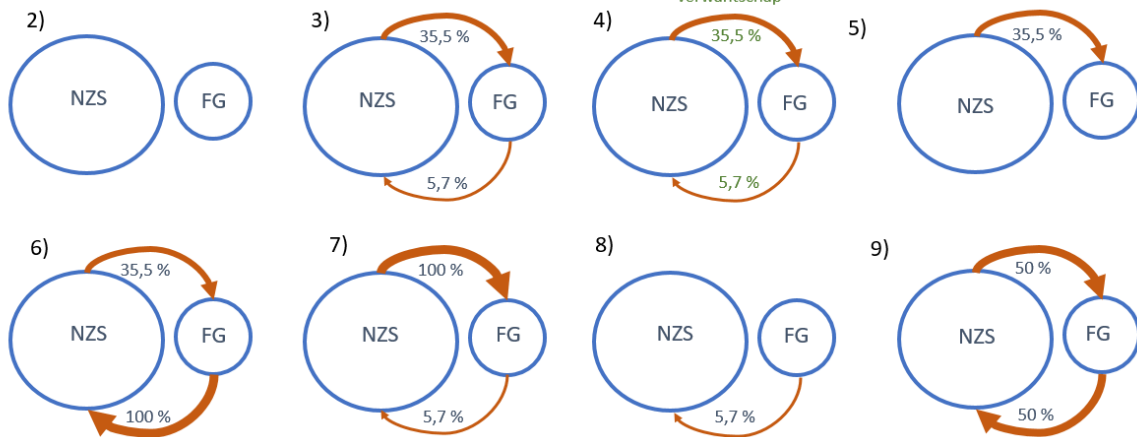 verwantschap
2)
NZS
FG
3)
35,5 %
NZS
FG
5,7 %
4)
35,5 %
NZS
FG
5,7 %
5)
35,5 %
NZS
FG
6)
35,5 %
NZS
FG
100 %
7)
100 %
NZS
FG
5,7 %
8)
NZS
FG
5,7 %
9)
50 %
NZS
FG
50 %